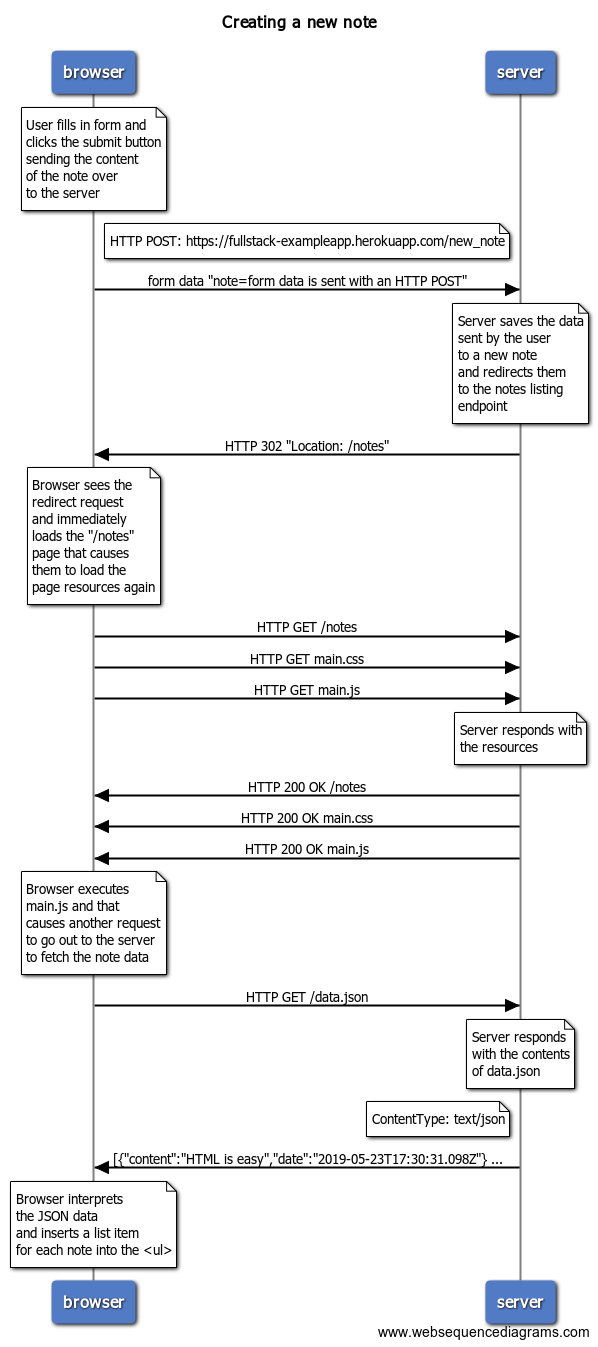 Creating a new note
browser
server
User fills in form and
clicks the submit button
sending the content
of the note over
to the server
HTTP POST: https://fullstack-exampleapp.herokuapp.com/new_note
form data "note=form data is sent with an HTTP POST"
Server saves the data
sent by the user
to a new note
and redirects them
to the notes listing
endpoint
HTTP 302 "Location: /notes"
Browser sees the
redirect request
and immediately
loads the "/notes"
page that causes
them to load the
page resources again
HTTP GET /notes
HTTP GET main.css
HTTP GET main.js
Server responds with
the resources
HTTP 200 OK /notes
HTTP 200 OK main.css
HTTP 200 OK main.js
Browser executes
main.js and that
causes another request
to go out to the server
to fetch the note data
HTTP GET /data.json
Server responds
with the contents
of data.json
ContentType: text/json
[{"content":"HTML is easy","date":"2019-05-23T17:30:31.098Z"} ...
Browser interprets
the JSON data
and inserts a list item
for each note into the <ul>
browser
server
www.websequencediagrams.com